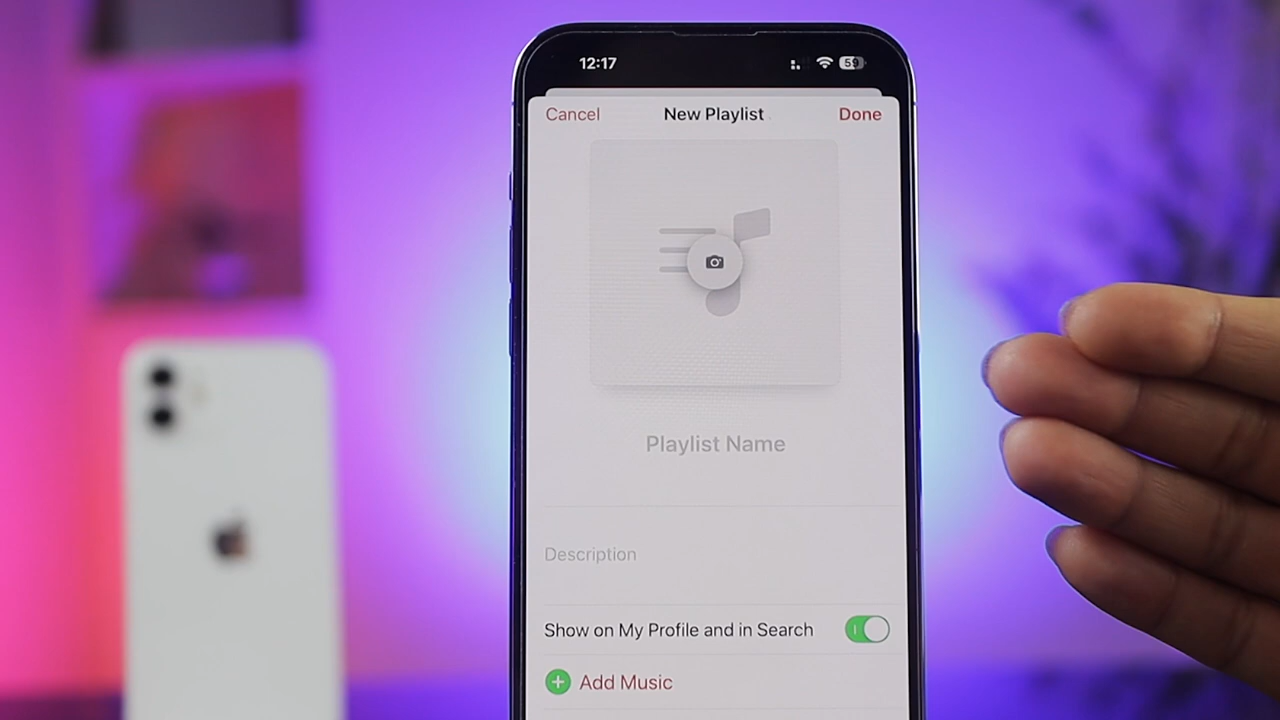 12:17
59
Cancel
New Playlist
Done
Playlist Name
Description
Show on My Profile and in Search
Add Music